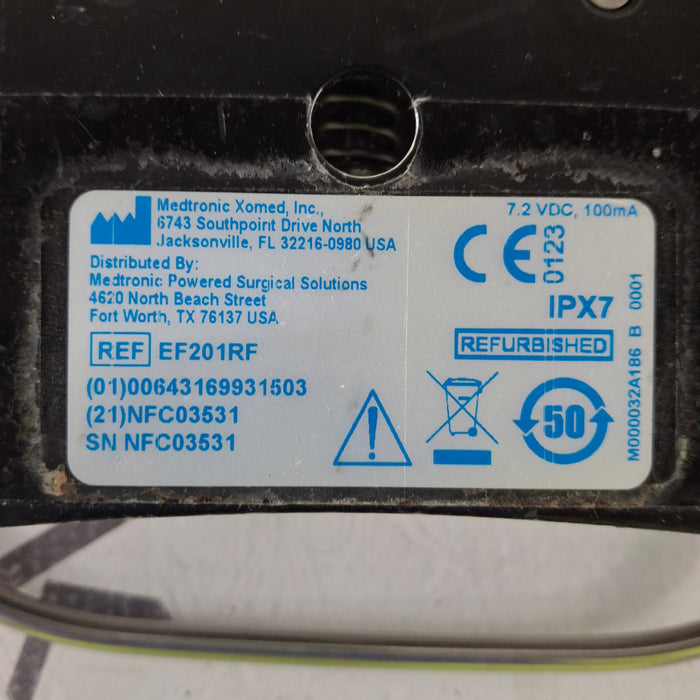 Medtronic Xomed, Inc.,
6743 Southpoint Drive North
Jacksonville, FL 32216-0980 USA
Distributed By:
Medtronic Powered Surgical Solutions
4620 North Beach Street
Fort Worth, TX 76137 USA
REF EF201RF
(01)00643169931503
(21)NFC03531
SN NFC03531
7.2 VDC, 100mA
CE 0123
IPX7
REFURBISHED
50
M000032A186 B 0001